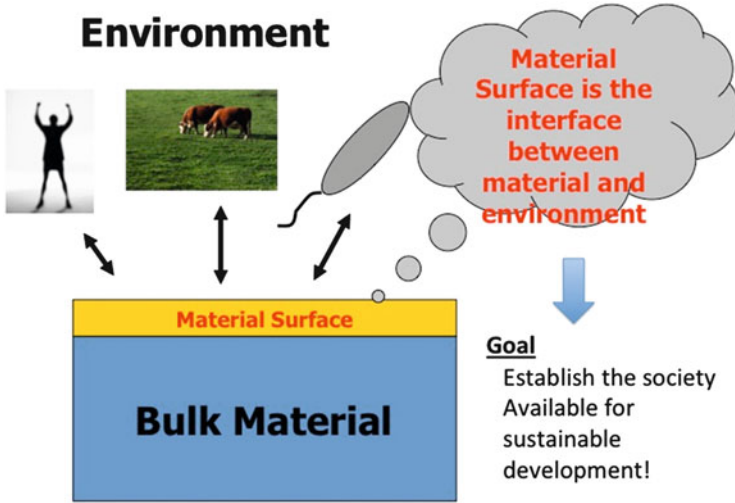 Environment
Material
Surface is the
interface
between
material and
environment
Material Surface
Bulk Material
Goal
Establish the society
Available for
sustainable
development!